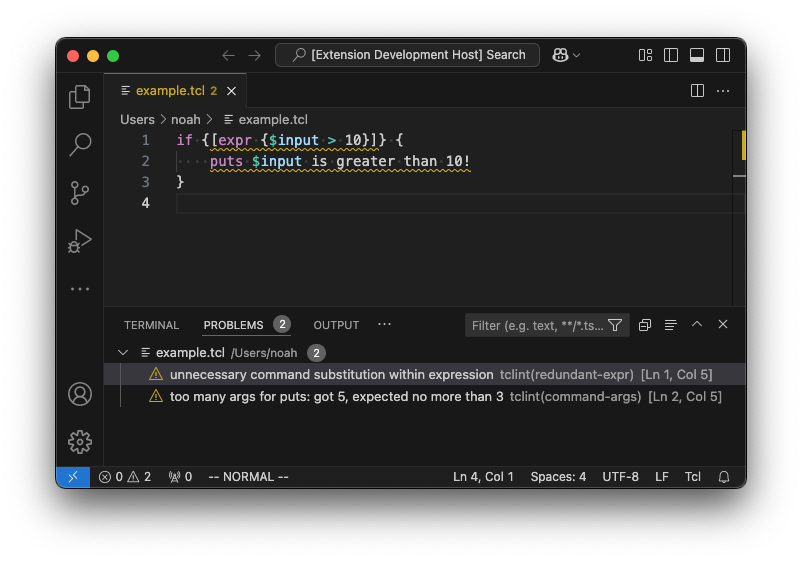 [Extension Development Host] Search
example.tcl 2
Users > noah > example.tcl
1 if {[expr {$input > 10}]} {
2 puts $input is greater than 10!
3 }
4
TERMINAL PROBLEMS 2 OUTPUT ··· Filter (e.g. text, **/*.ts...
example.tcl /Users/noah 2
unnecessary command substitution within expression tclint(redundant-expr) [Ln 1, Col 5]
too many args for puts: got 5, expected no more than 3 tclint(command-args) [Ln 2, Col 5]
0 2 0 -- NORMAL -- Ln 4, Col 1 Spaces: 4 UTF-8 LF Tcl